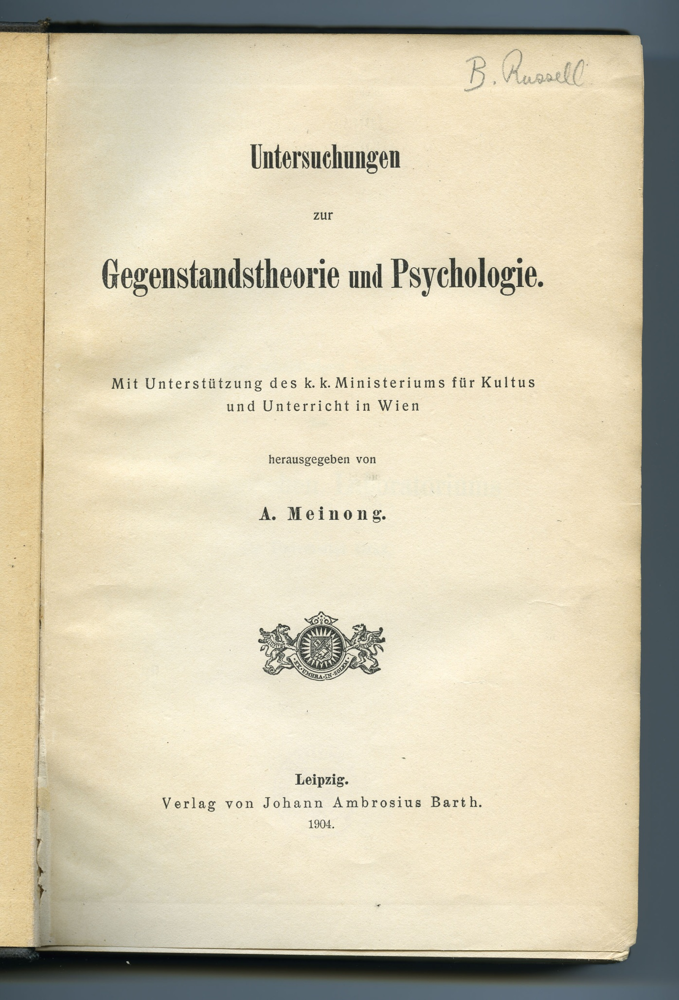 B. Russell
Untersuchungen
zur
Gegenstandstheorie und Psychologie.
Mit Unterstützung des k. k. Ministeriums für Kultus
und Unterricht in Wien
herausgegeben von
A. Meinong.
·EX·UMBRA·IN·SOLEM·
Leipzig.
Verlag von Johann Ambrosius Barth.
1904.